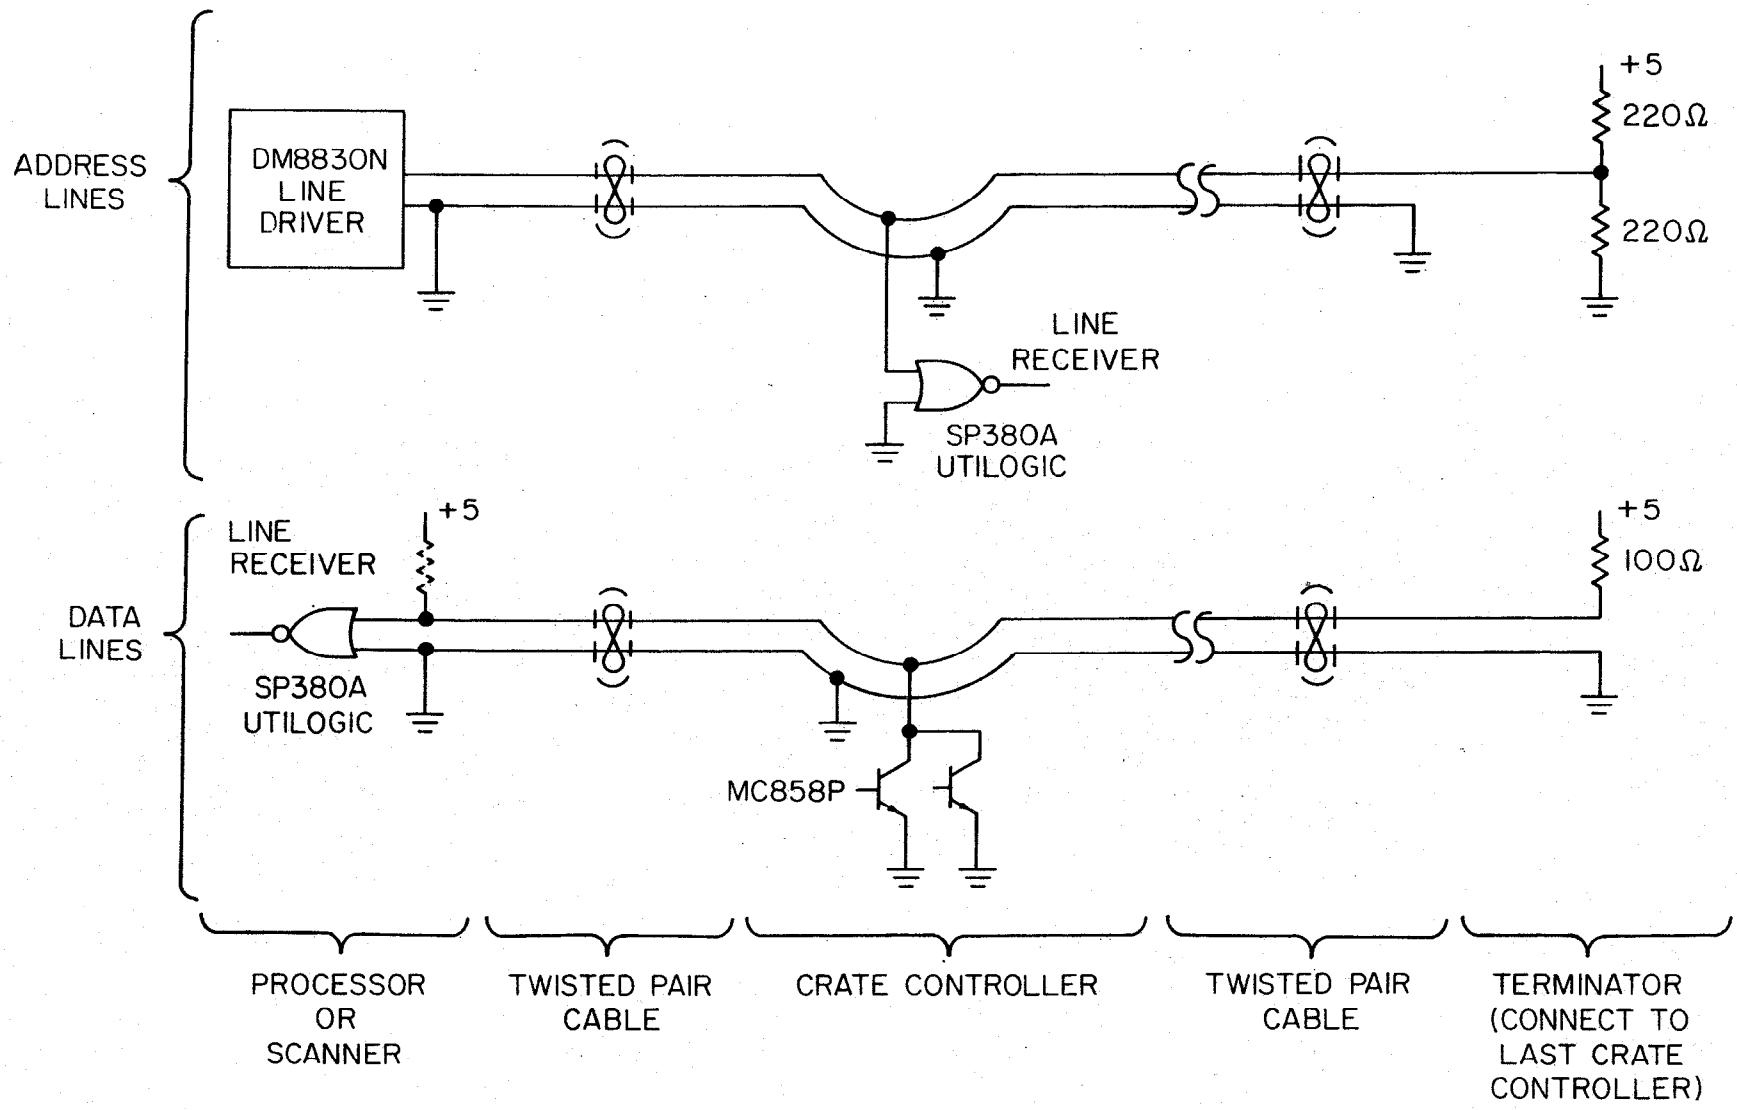 ADDRESS
LINES
DM8830N
LINE
DRIVER
+5
220Ω
220Ω
LINE
RECEIVER
SP380A
UTILOGIC
DATA
LINES
LINE
RECEIVER
+5
SP380A
UTILOGIC
MC858P
+5
100Ω
PROCESSOR
OR
SCANNER
TWISTED PAIR
CABLE
CRATE CONTROLLER
TWISTED PAIR
CABLE
TERMINATOR
(CONNECT TO
LAST CRATE
CONTROLLER)